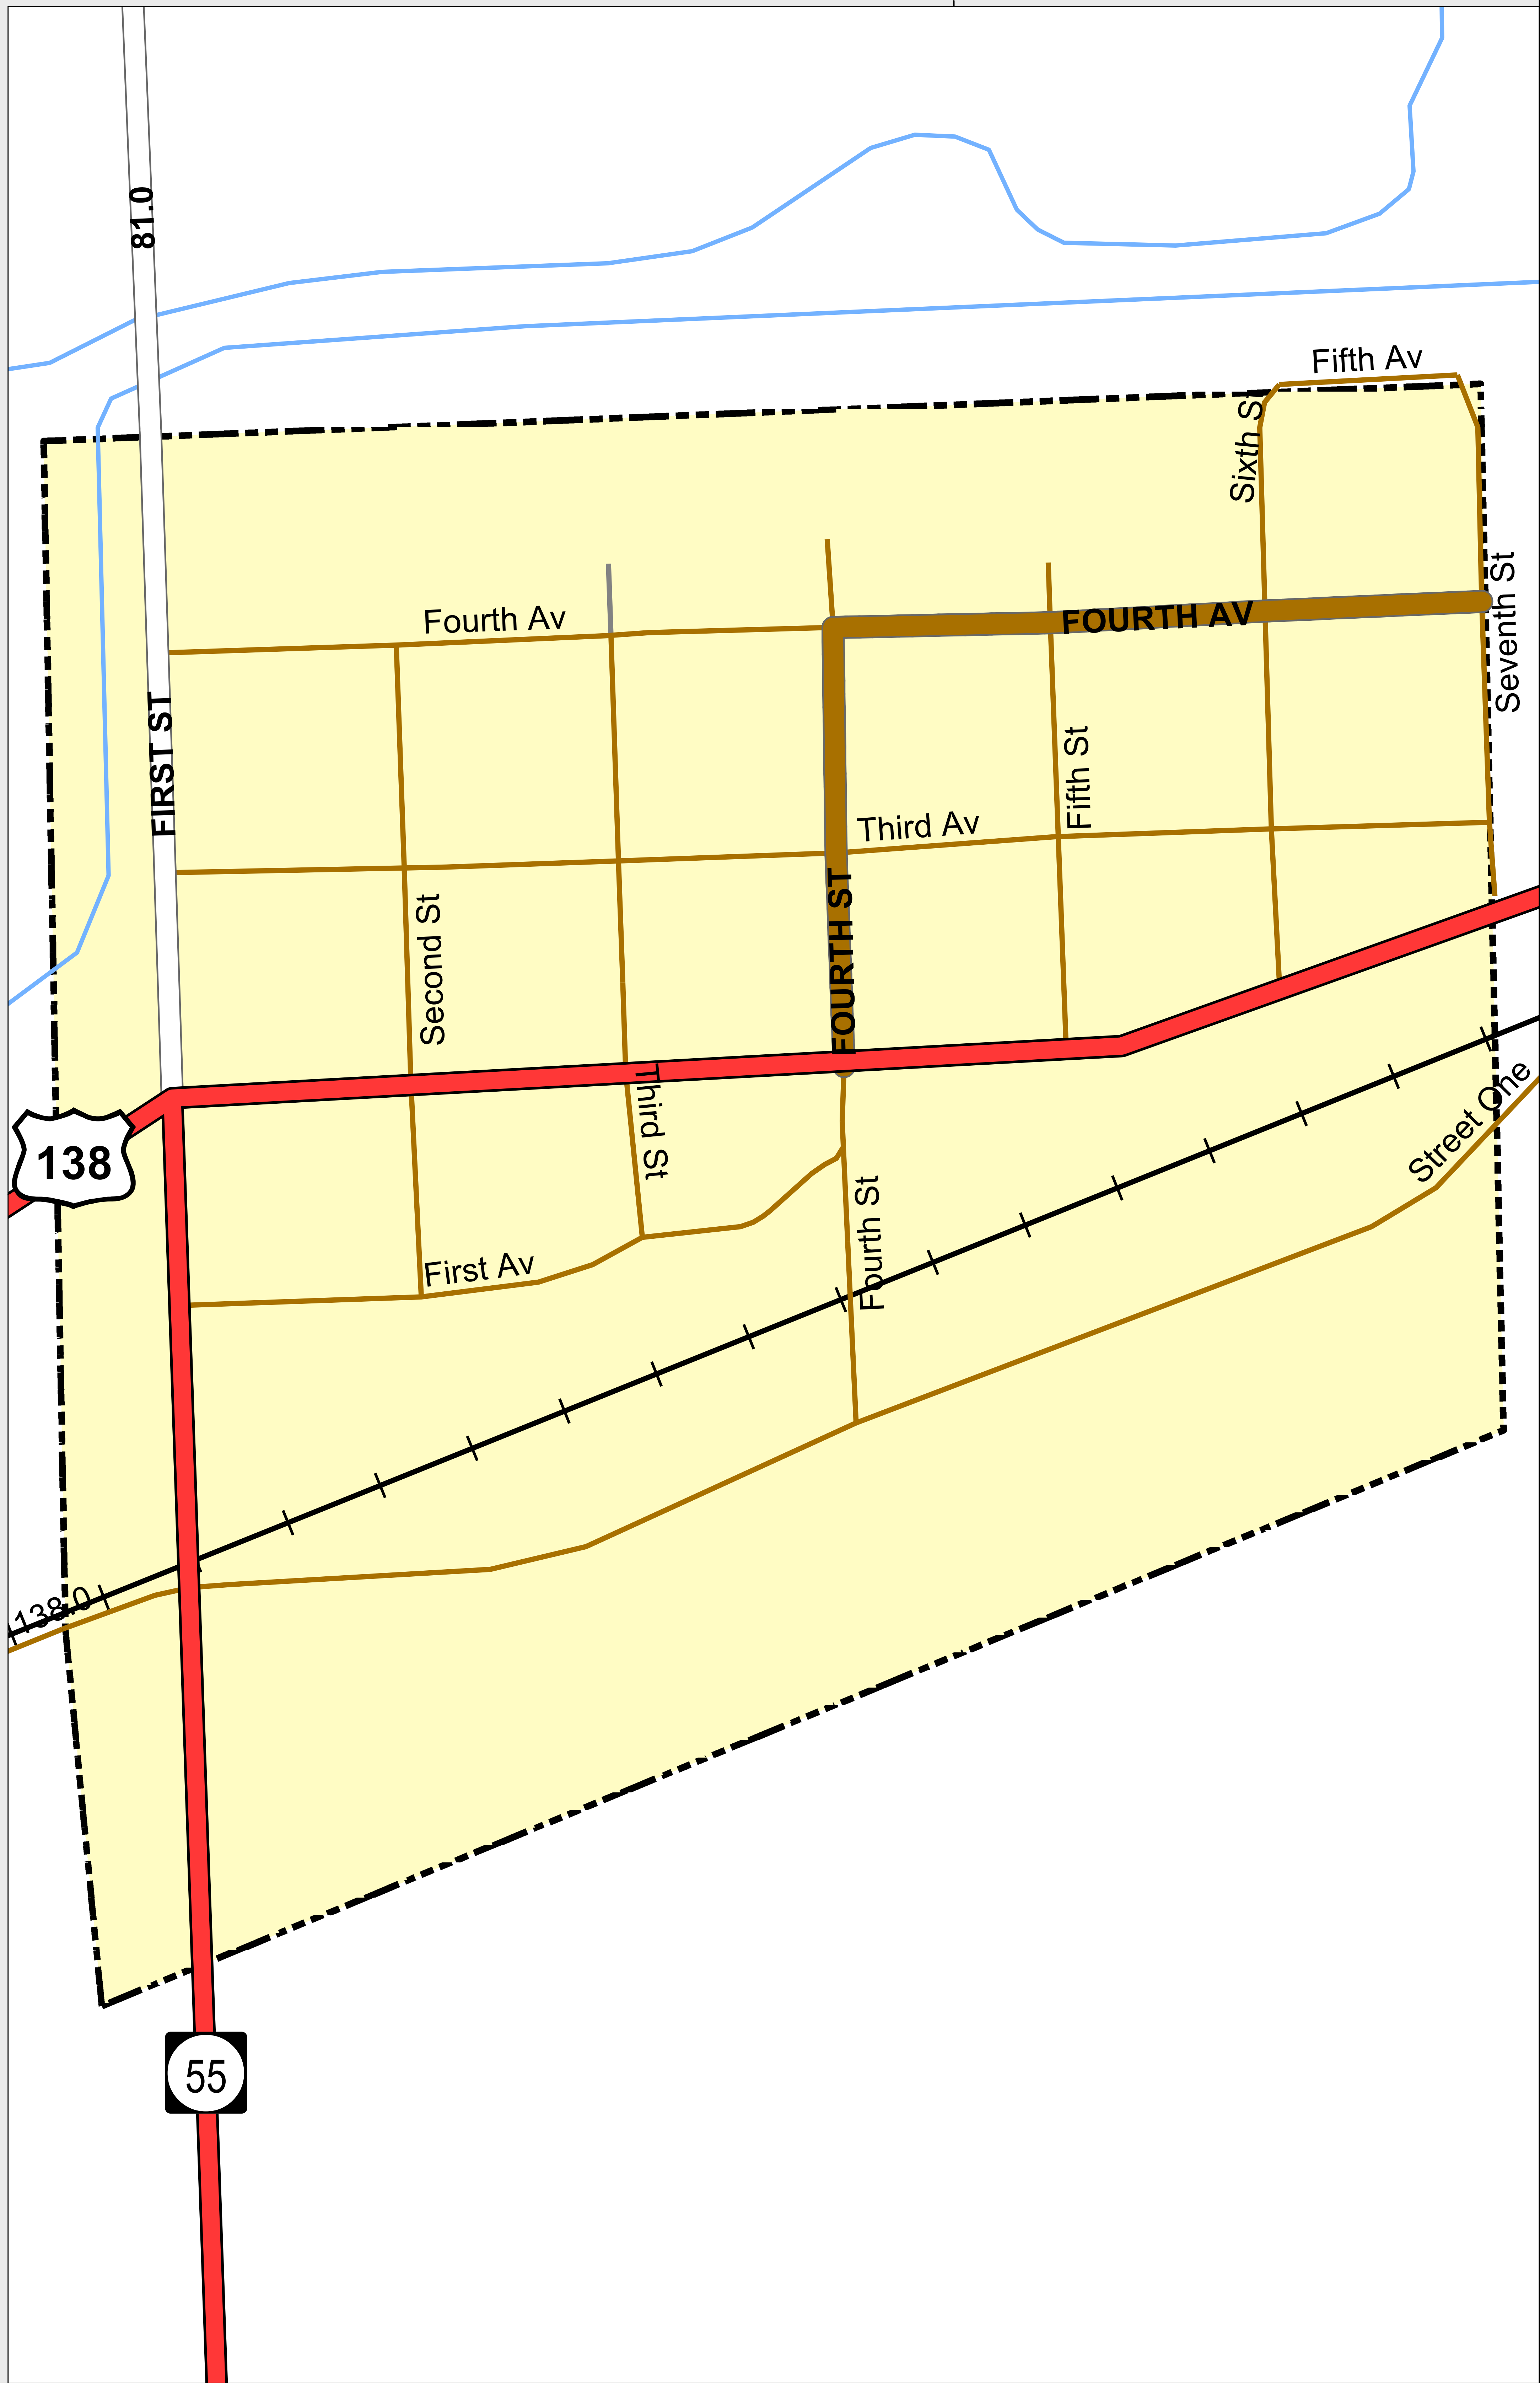 81.0
Fifth Av
Sixth St
Fourth Av
FOURTH AV
Seventh St
FIRST ST
Fifth St
Third Av
Second St
FOURTH ST
Third St
138
Street One
Fourth St
First Av
138.0
55